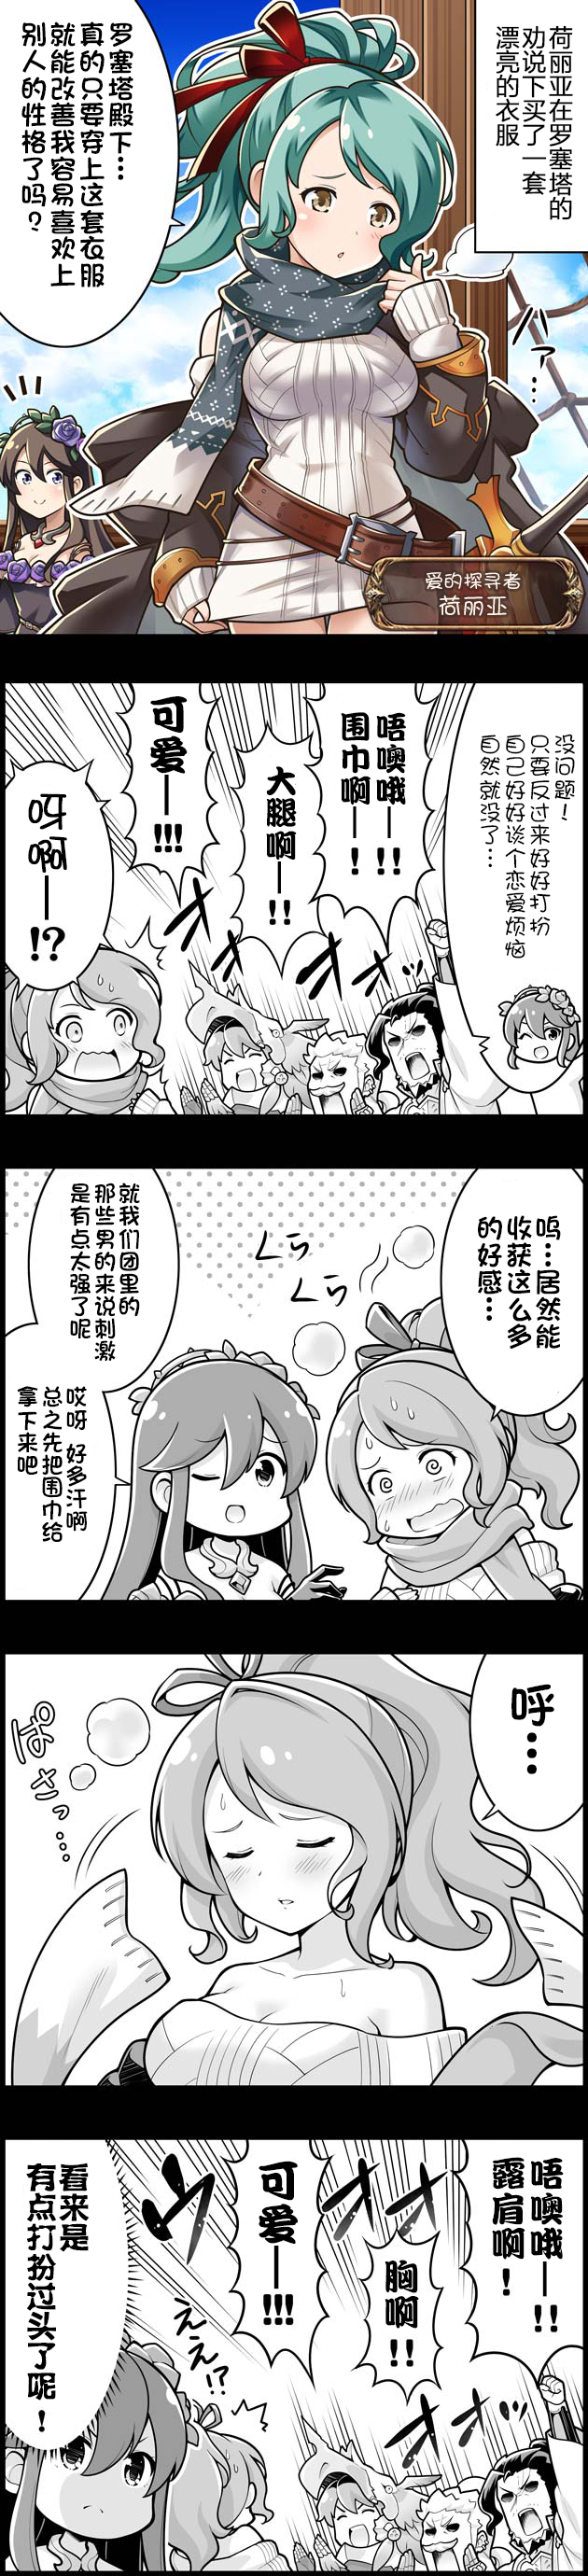 荷丽亚在罗塞塔的
劝说下买了一套
漂亮的衣服
罗塞塔殿下…
真的只要穿上这套衣服
就能改善我容易喜欢上
别人的性格了吗?
ハァ…
爱的探寻者
荷丽亚
没问题!
只要反过来好好打扮
自己好好谈个恋爱烦恼
自然就没了…
唔噢哦—!!
围巾啊—!
大腿啊—!!
可爱—!!!
オオオ
呀啊—!?
呜…居然能
收获这么多
的好感…
くら
くら
就我们团里的
那些男的来说刺激
是有点太强了呢
哎呀 好多汗啊
总之先把围巾给
拿下来吧
呼…
ぱさっ…
唔噢哦—!!
露肩啊!
胸啊!!
可爱—!!!
オオオ
ええ!?
看来是
有点打扮过头了呢!